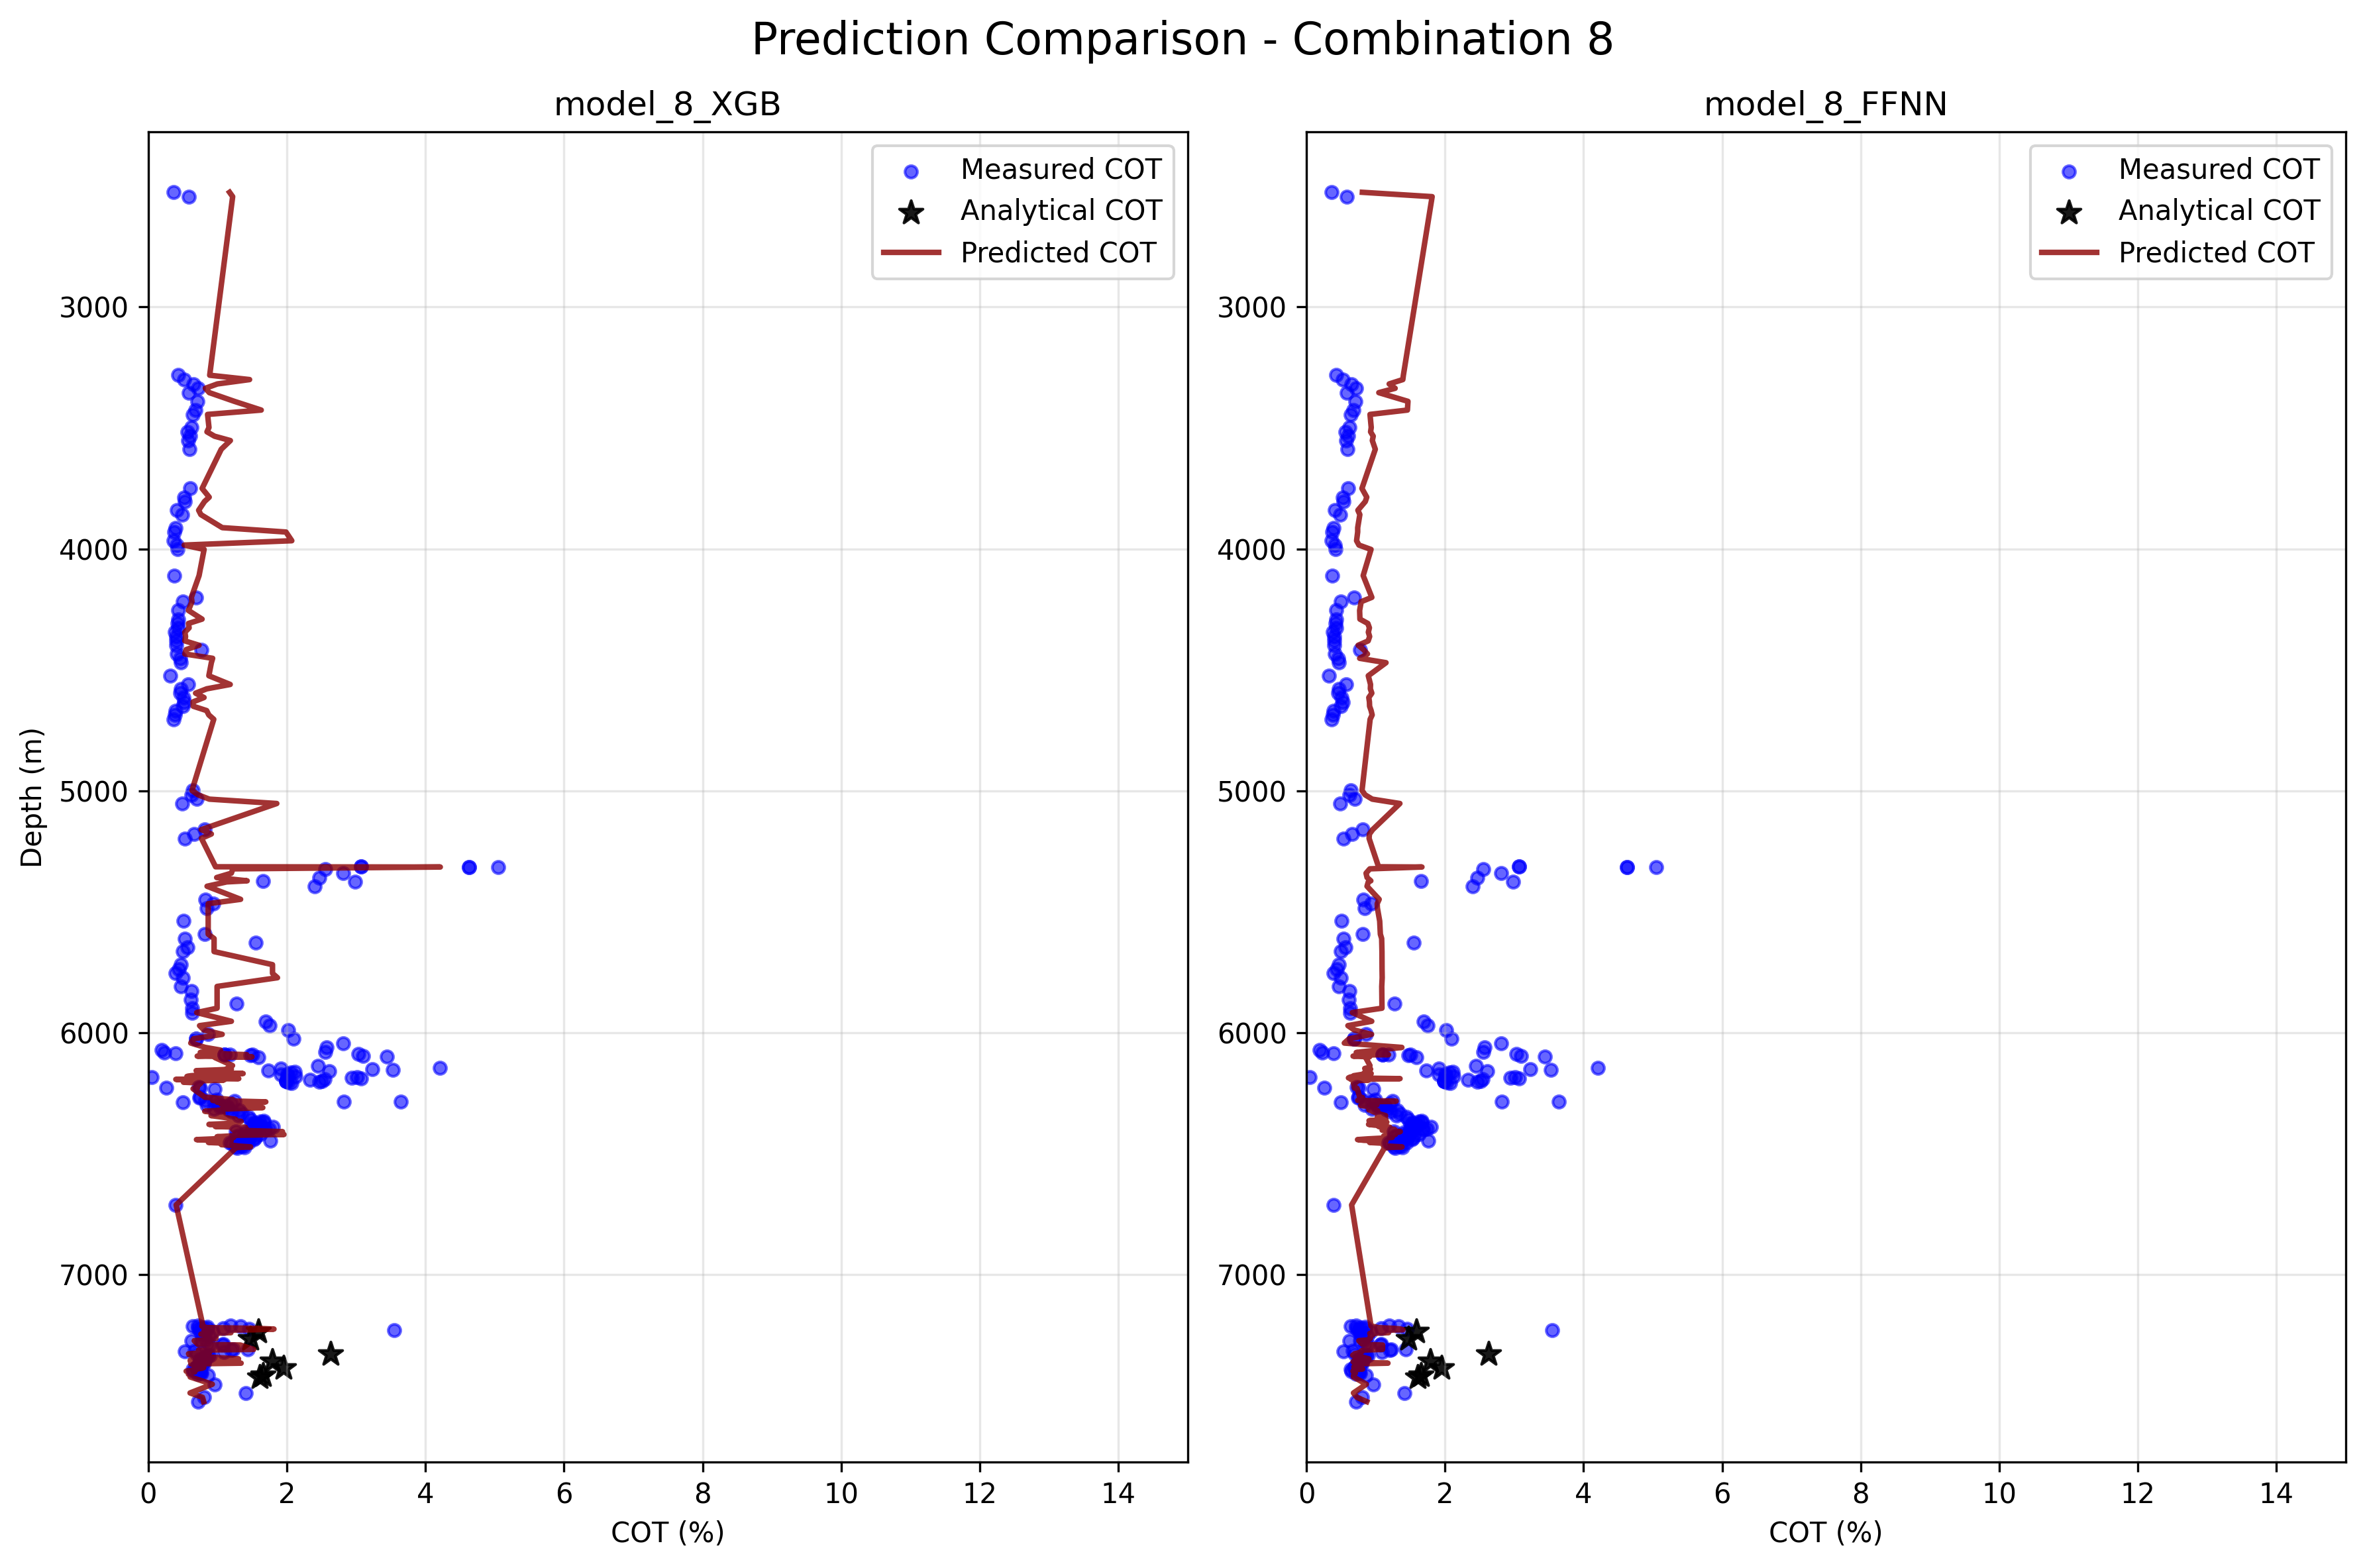 Prediction Comparison - Combination 8
model_8_XGB
model_8_FFNN
Measured COT
Analytical COT
Predicted COT
Measured COT
Analytical COT
Predicted COT
Depth (m)
3000
4000
5000
6000
7000
3000
4000
5000
6000
7000
0 2 4 6 8 10 12 14
0 2 4 6 8 10 12 14
COT (%)
COT (%)